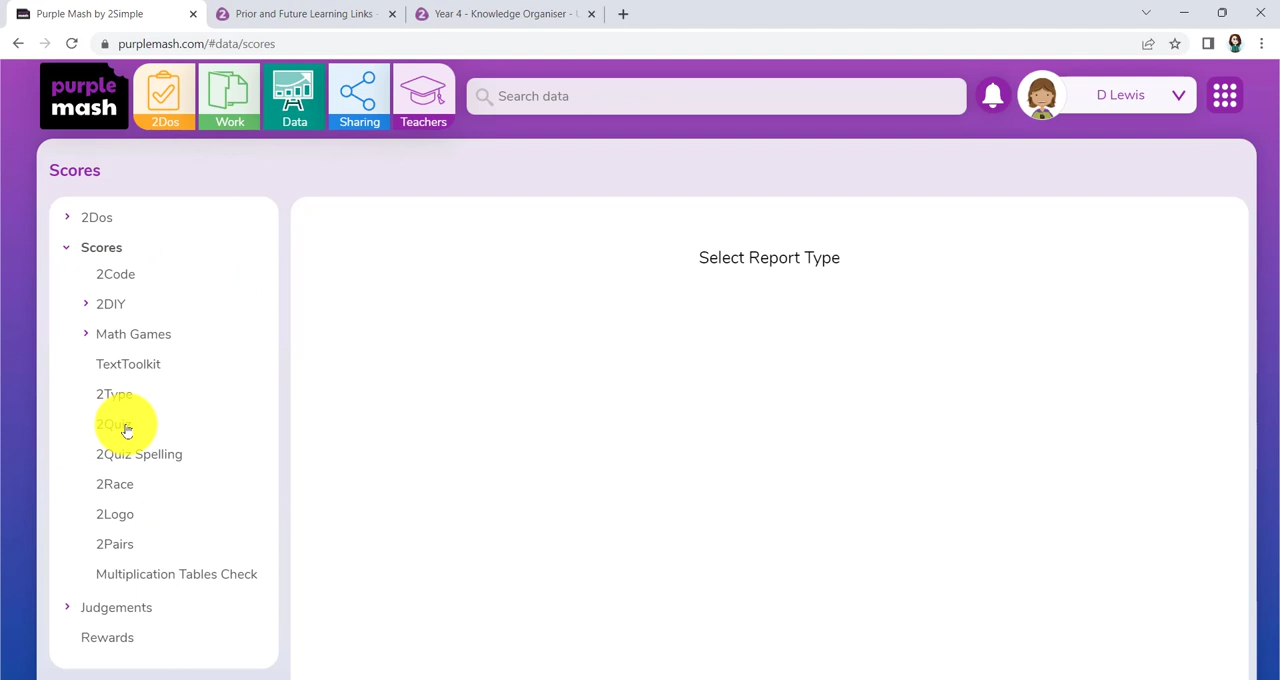 Purple Mash by 2Simple
Prior and Future Learning Links -
Year 4 - Knowledge Organiser - U
purplemash.com/#data/scores
purple
mash
2Dos
Work
Data
Sharing
Teachers
Search data
D Lewis
Scores
2Dos
Scores
2Code
2DIY
Math Games
TextToolkit
2Type
2Quiz
2Quiz Spelling
2Race
2Logo
2Pairs
Multiplication Tables Check
Judgements
Rewards
Select Report Type